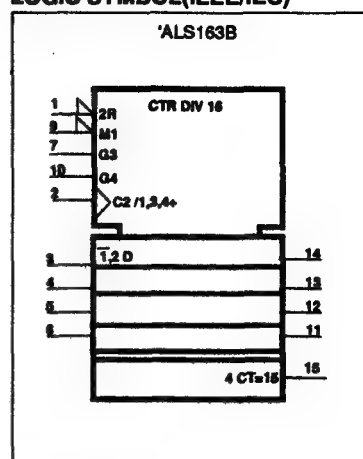 LOGIC SYMBOL(IEEE/IEC)
'ALS163B
CTR DIV 16
1 2R
9 M1
7 G3
10 G4
2 C2 /1,3,4+
3 1,2 D 14
4 13
5 12
6 11
4 CT=15 15